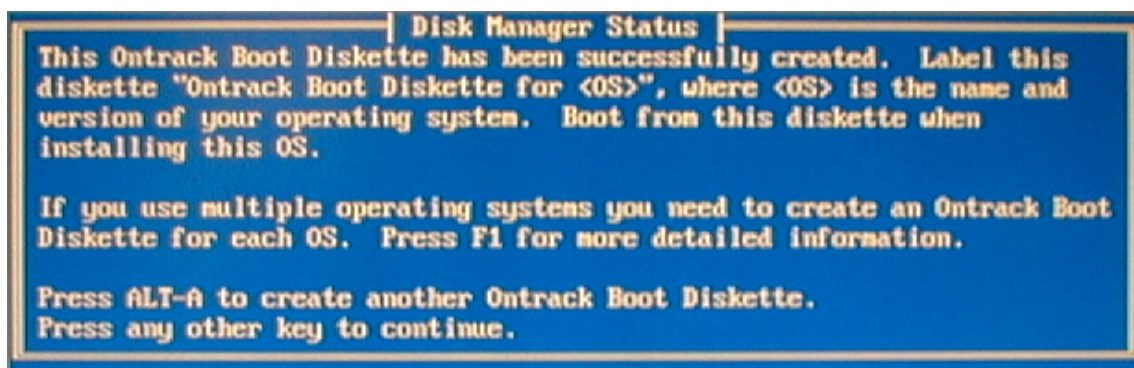 Disk Manager Status
This Ontrack Boot Diskette has been successfully created. Label this
diskette "Ontrack Boot Diskette for <OS>", where <OS> is the name and
version of your operating system. Boot from this diskette when
installing this OS.
If you use multiple operating systems you need to create an Ontrack Boot
Diskette for each OS. Press F1 for more detailed information.
Press ALT-A to create another Ontrack Boot Diskette.
Press any other key to continue.